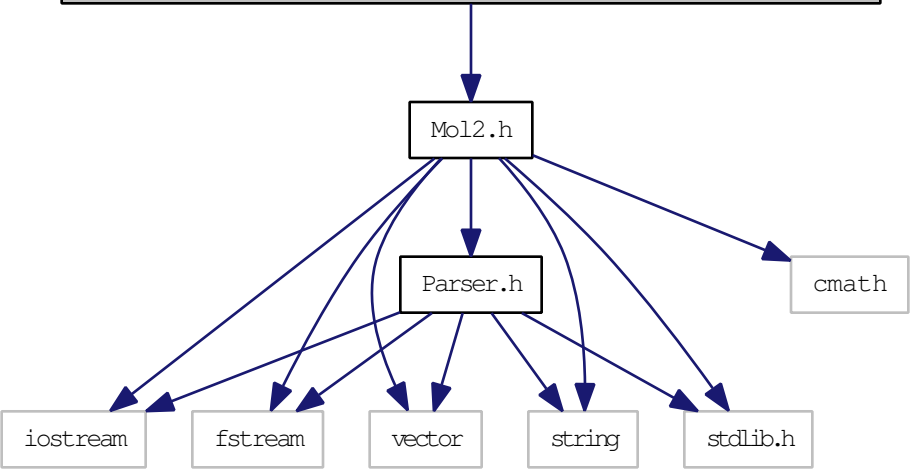 Mol2.h
Parser.h
cmath
iostream
fstream
vector
string
stdlib.h